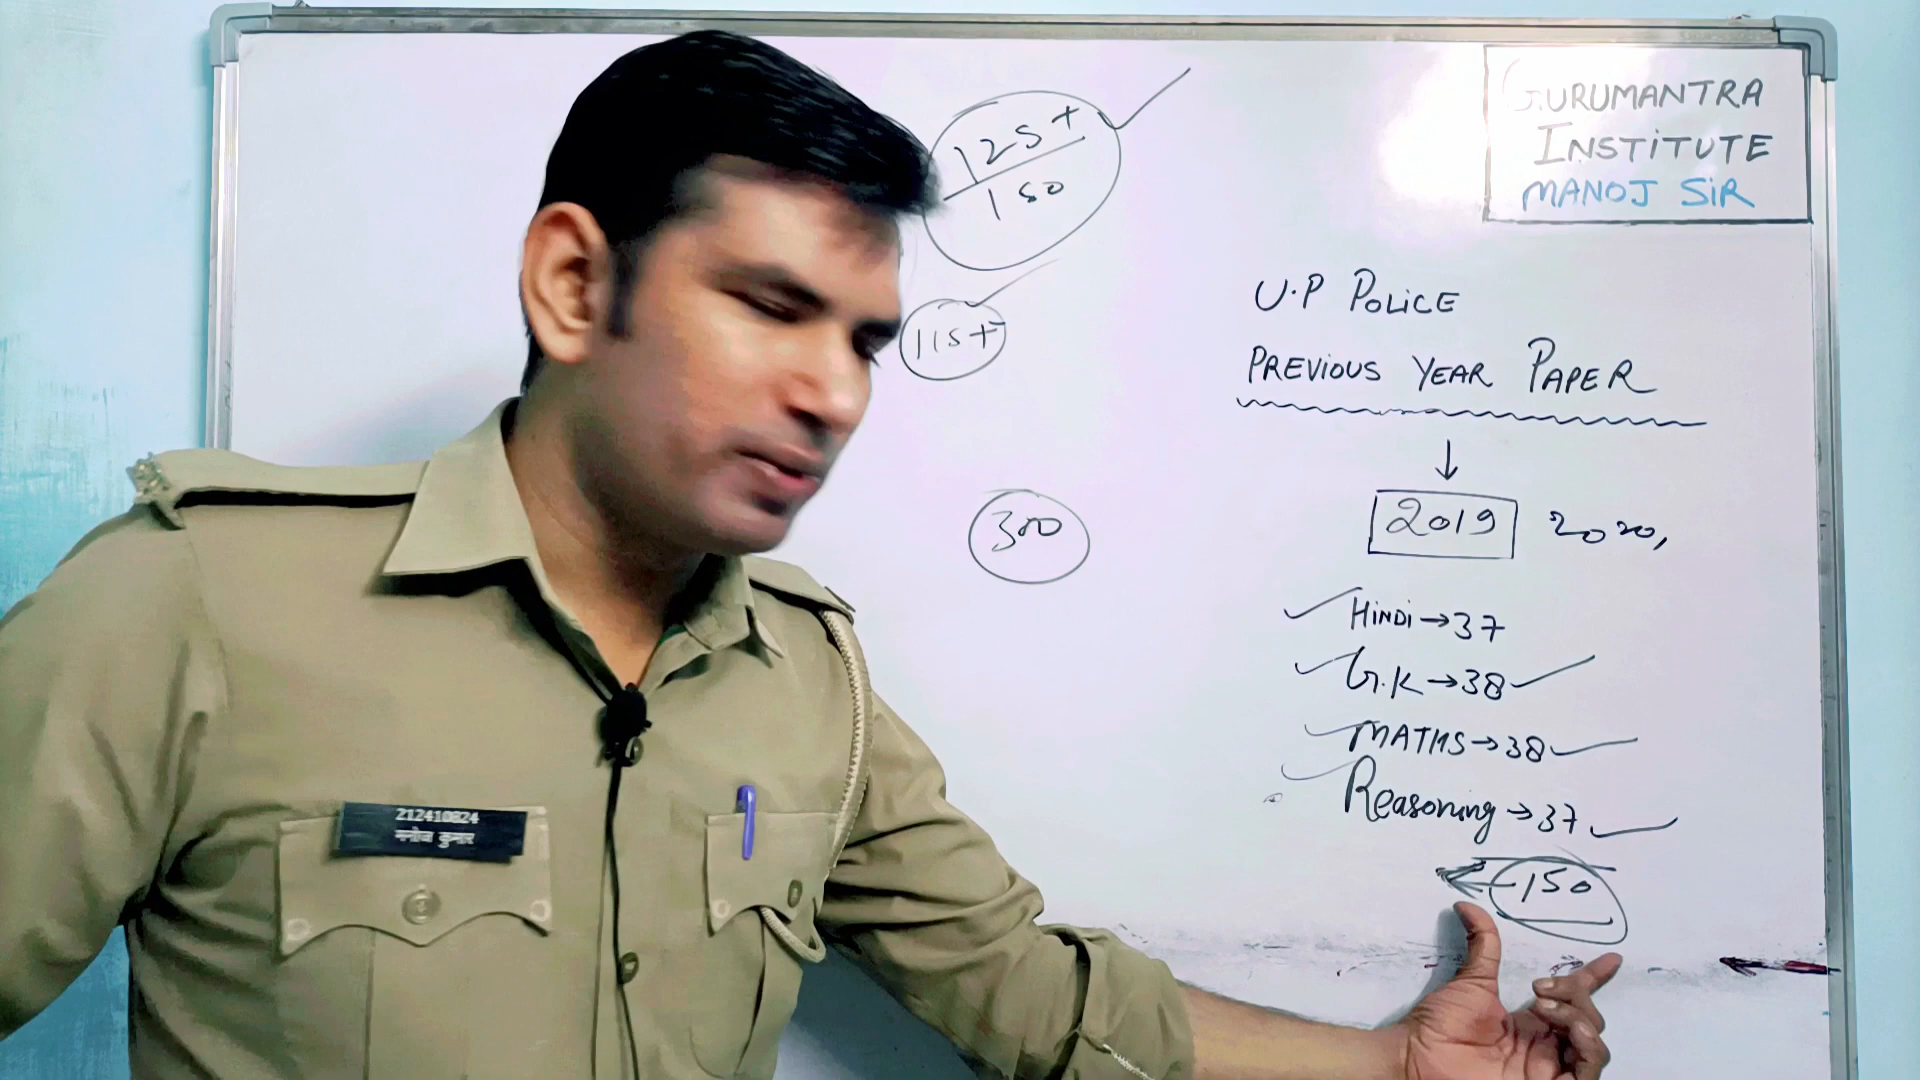 GURUMANTRA
INSTITUTE
MANOJ SIR
125+
150
115+
300
U.P POLICE
PREVIOUS YEAR PAPER
2019 2020,
HINDI→37
G.K→38
MATHS→38
Reasoning→37
150
212410824
मनोज कुमार